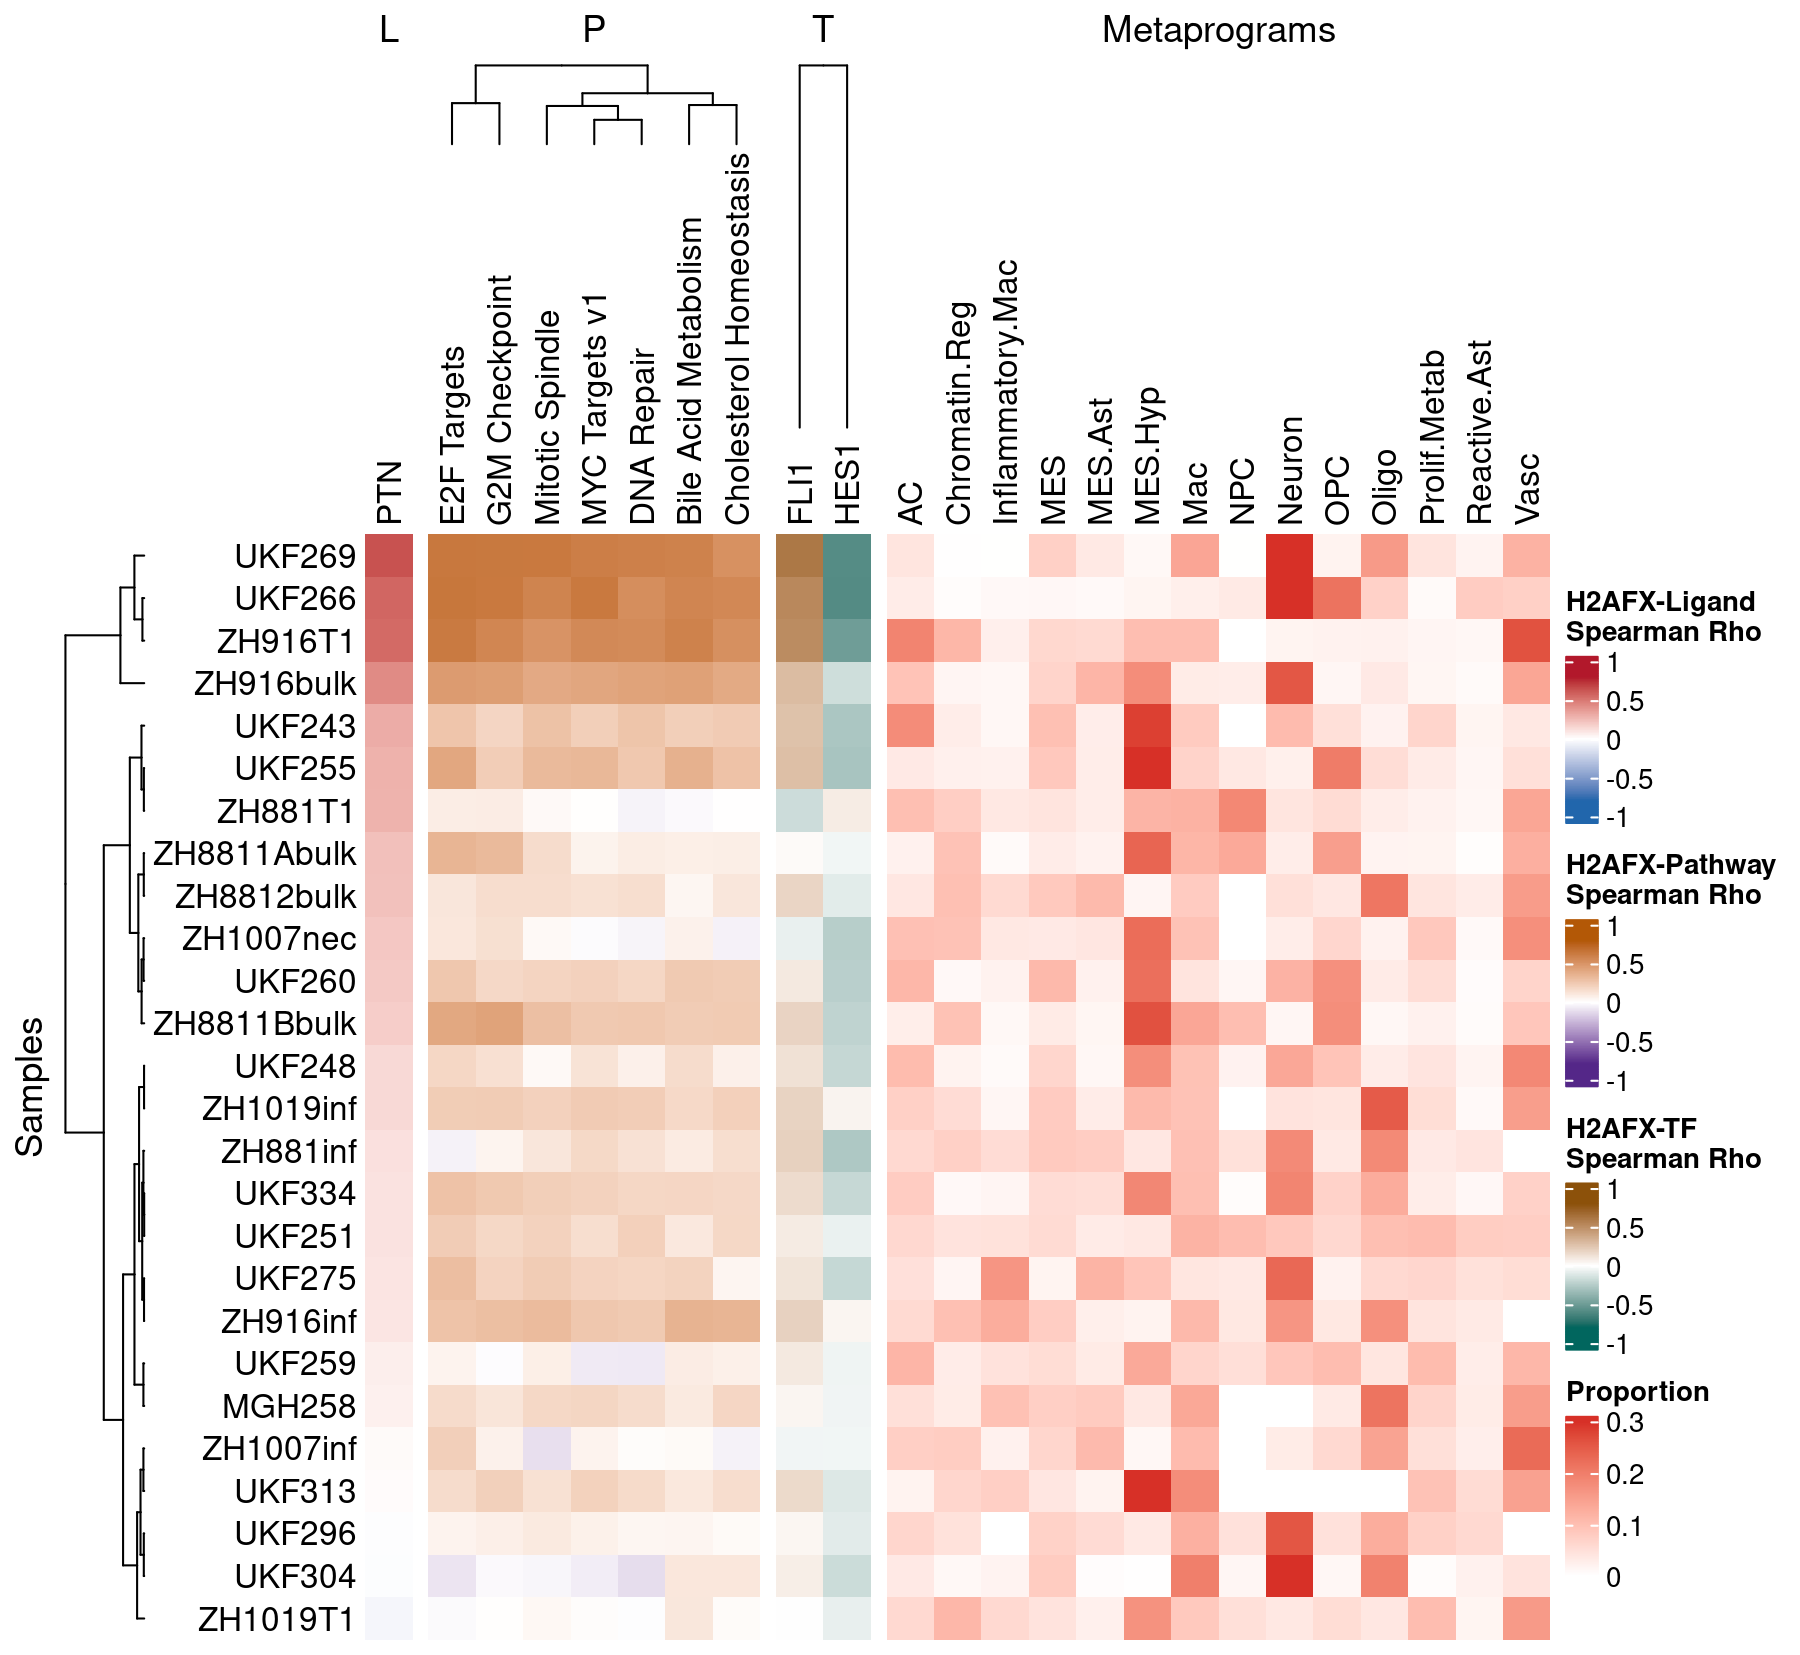 L P T Metaprograms
PTN
E2F Targets
G2M Checkpoint
Mitotic Spindle
MYC Targets v1
DNA Repair
Bile Acid Metabolism
Cholesterol Homeostasis
FLI1
HES1
AC
Chromatin.Reg
Inflammatory.Mac
MES
MES.Ast
MES.Hyp
Mac
NPC
Neuron
OPC
Oligo
Prolif.Metab
Reactive.Ast
Vasc
Samples
UKF269
UKF266
ZH916T1
ZH916bulk
UKF243
UKF255
ZH881T1
ZH8811Abulk
ZH8812bulk
ZH1007nec
UKF260
ZH8811Bbulk
UKF248
ZH1019inf
ZH881inf
UKF334
UKF251
UKF275
ZH916inf
UKF259
MGH258
ZH1007inf
UKF313
UKF296
UKF304
ZH1019T1
H2AFX-Ligand
Spearman Rho
1
0.5
0
-0.5
-1
H2AFX-Pathway
Spearman Rho
1
0.5
0
-0.5
-1
H2AFX-TF
Spearman Rho
1
0.5
0
-0.5
-1
Proportion
0.3
0.2
0.1
0